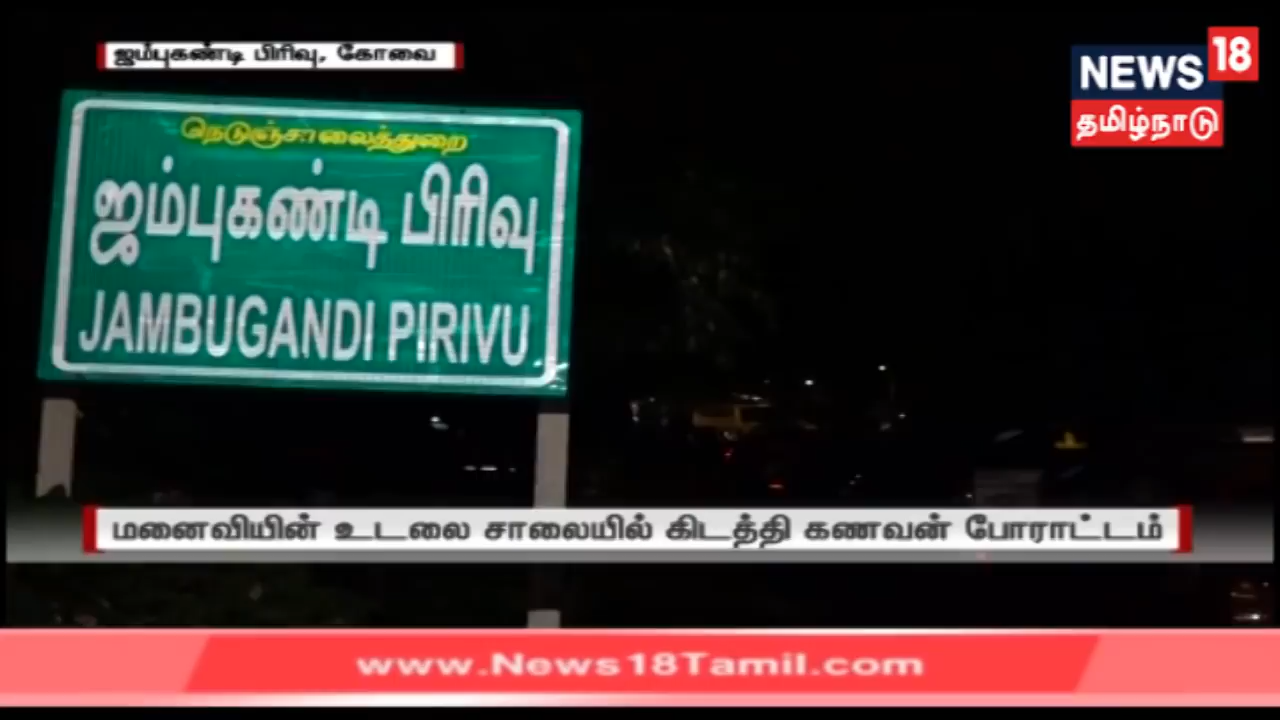 ஜம்புகண்டி பிரிவு, கோவை
NEWS 18
தமிழ்நாடு
நெடுஞ்சாலைத்துறை
ஜம்புகண்டி பிரிவு
JAMBUGANDI PIRIVU
மனைவியின் உடலை சாலையில் கிடத்தி கணவன் போராட்டம்
www.News18Tamil.com